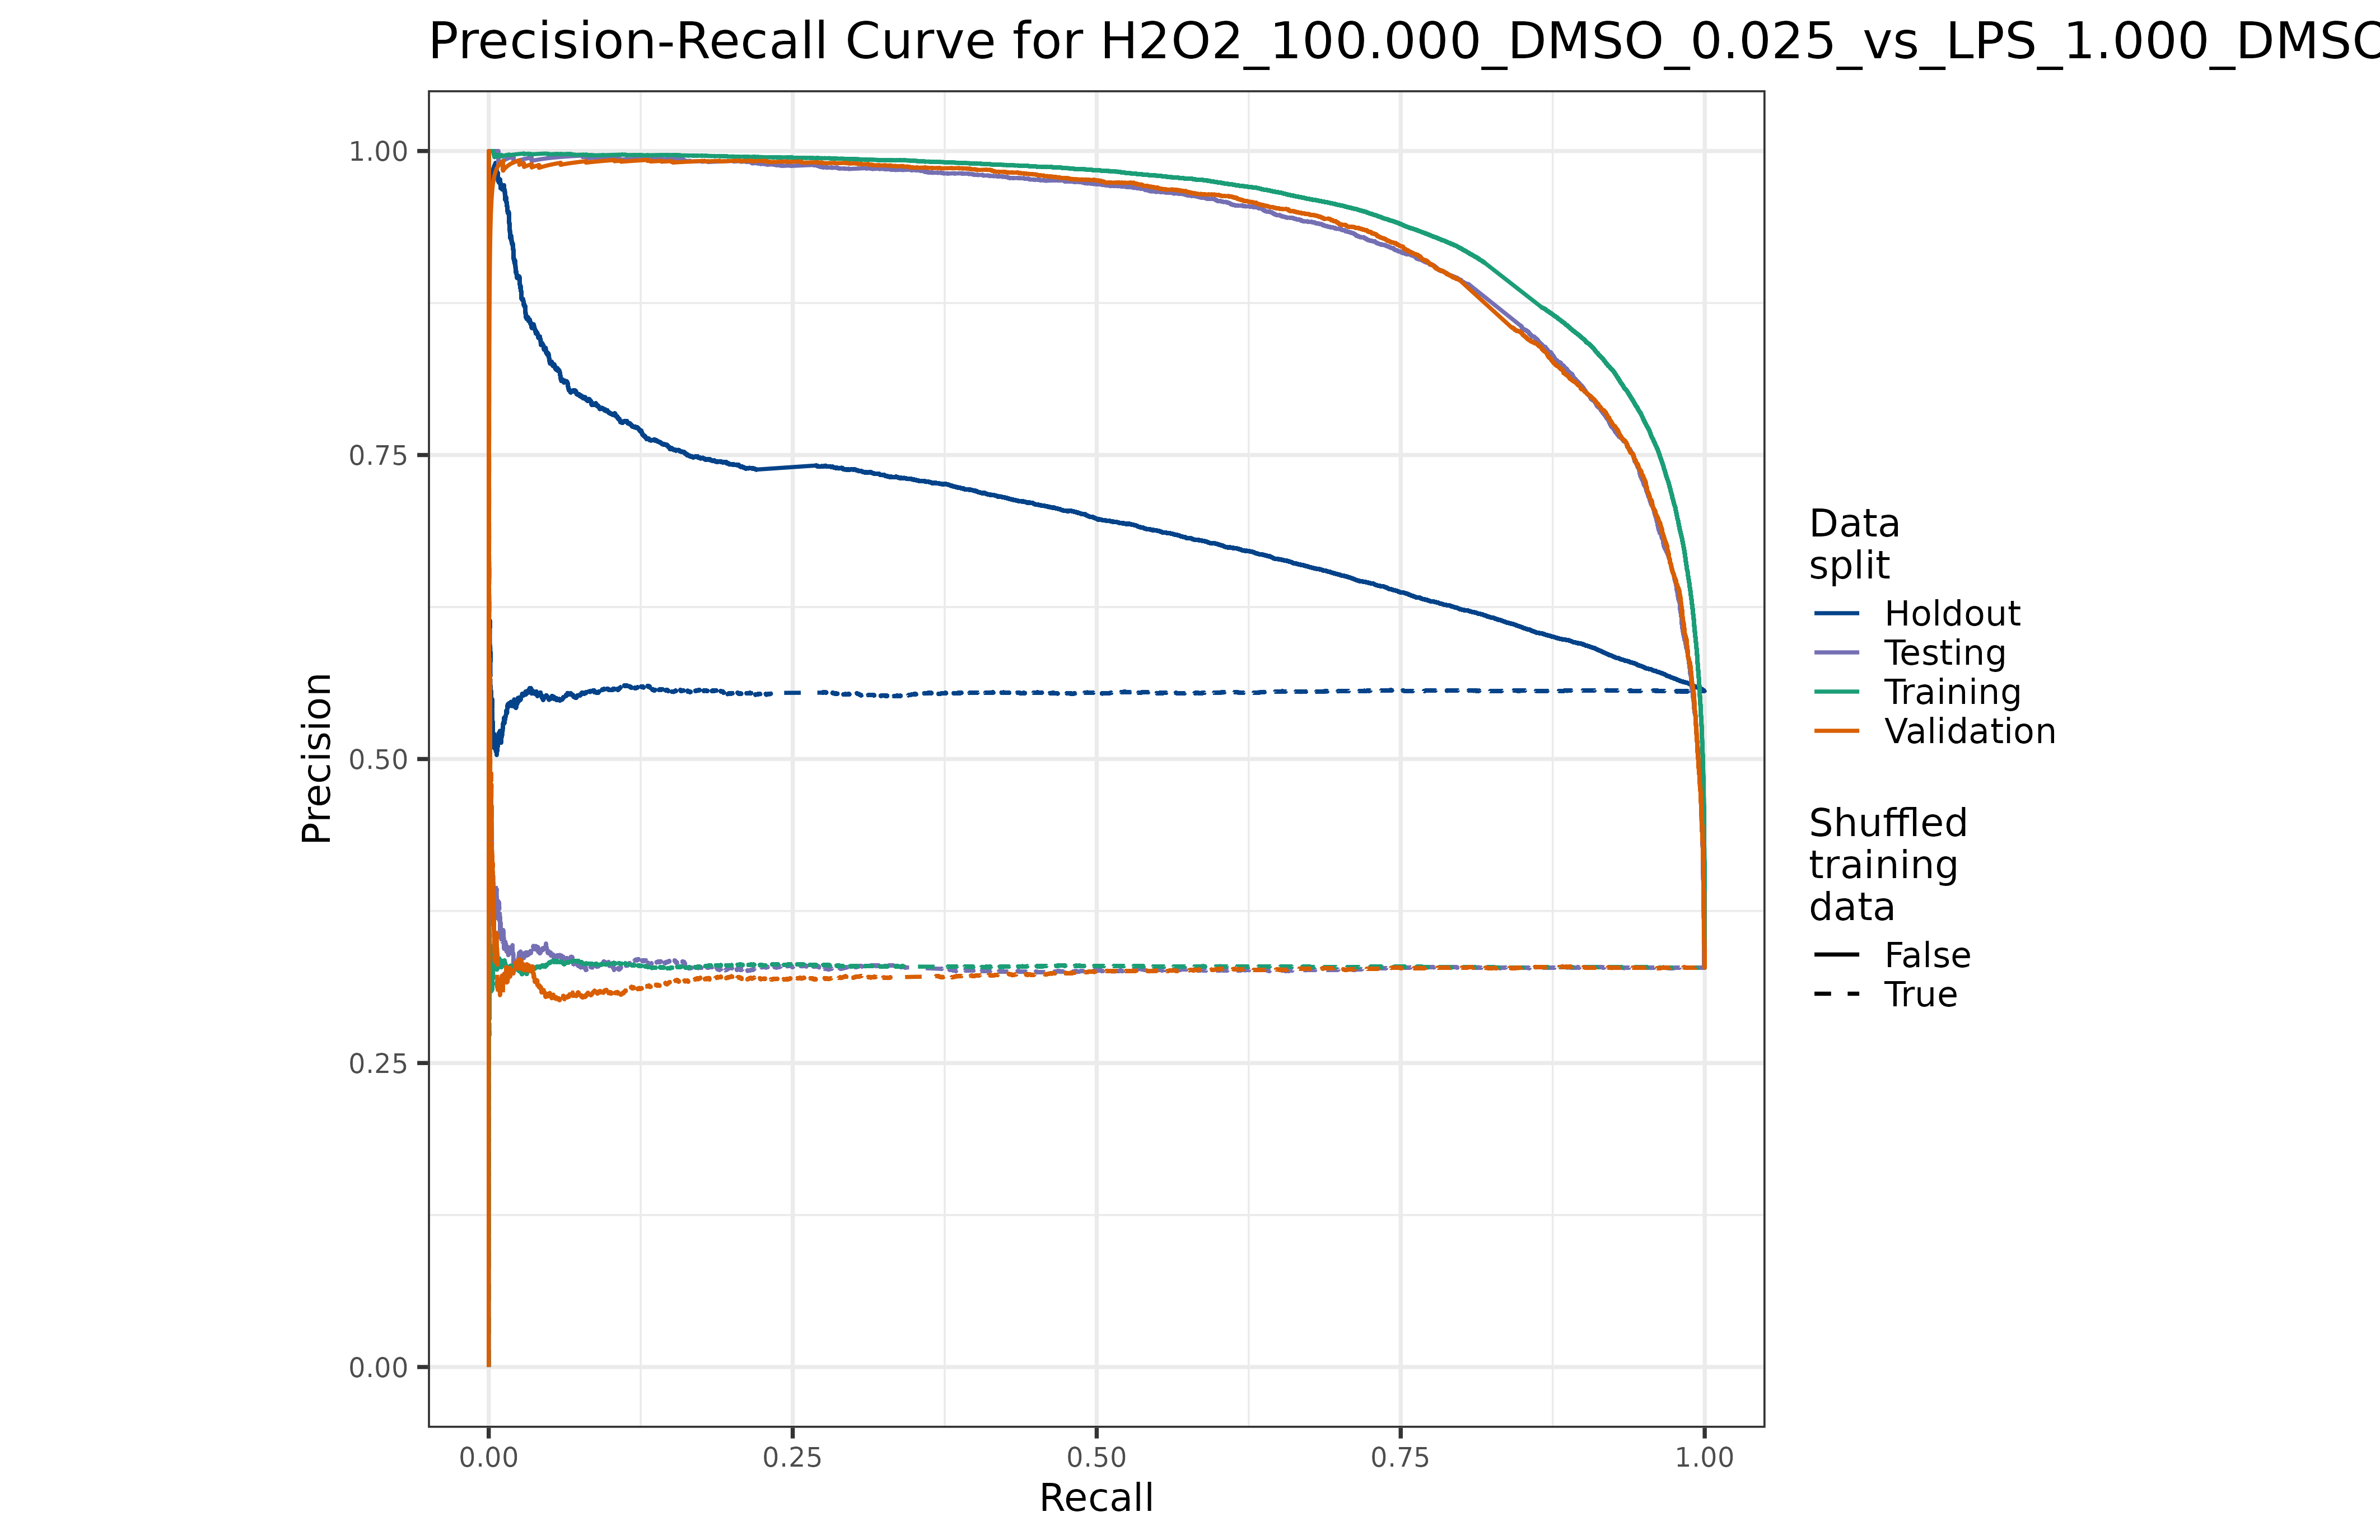 Precision-Recall Curve for H2O2_100.000_DMSO_0.025_vs_LPS_1.000_DMSO
1.00
0.75
0.50
0.25
0.00
Precision
0.00 0.25 0.50 0.75 1.00
Recall
Data
split
Holdout
Testing
Training
Validation
Shuffled
training
data
False
True